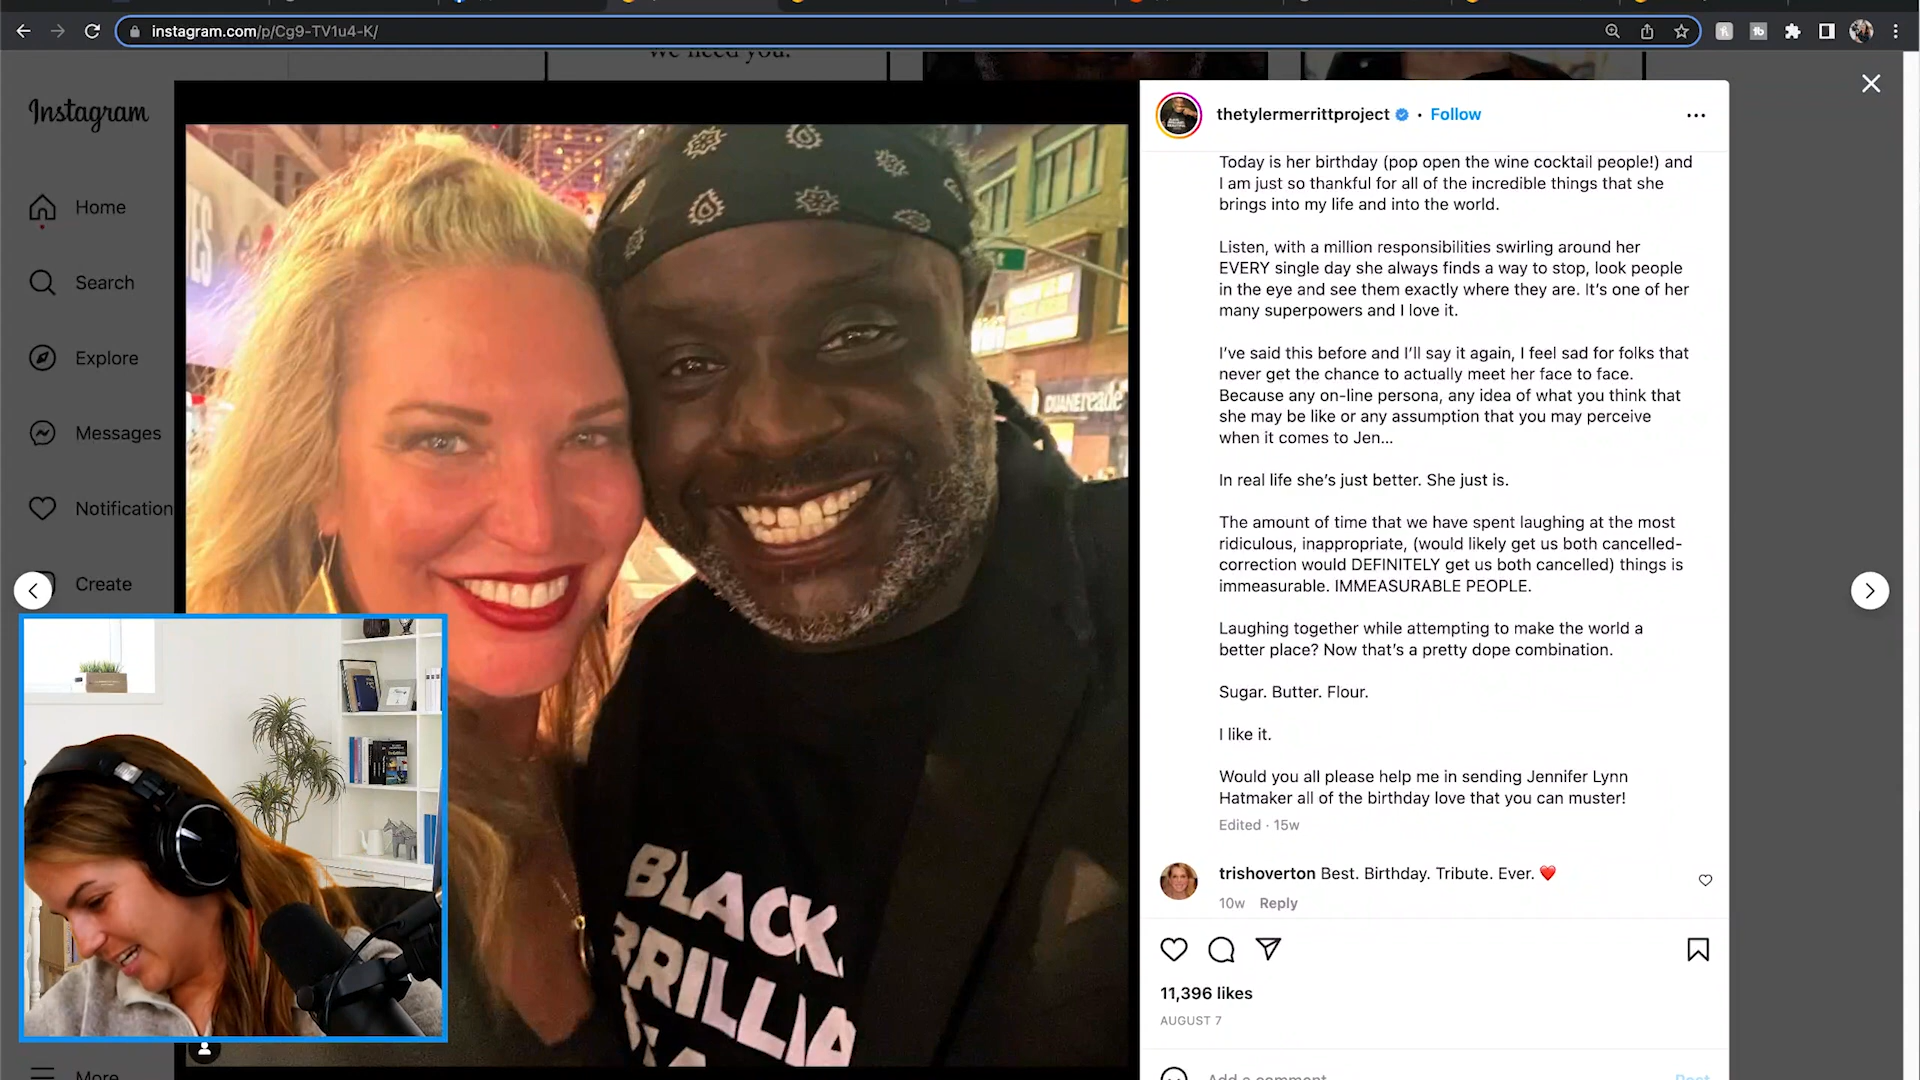 instagram.com/p/Cg9-TV1u4-K/
we need you.
Instagram
Home
Search
Explore
Messages
Notification
Create
More
DUANEreade
BLACK,
thetylermerrittproject • Follow
Today is her birthday (pop open the wine cocktail people!) and
I am just so thankful for all of the incredible things that she
brings into my life and into the world.
Listen, with a million responsibilities swirling around her
EVERY single day she always finds a way to stop, look people
in the eye and see them exactly where they are. It’s one of her
many superpowers and I love it.
I’ve said this before and I’ll say it again, I feel sad for folks that
never get the chance to actually meet her face to face.
Because any on-line persona, any idea of what you think that
she may be like or any assumption that you may perceive
when it comes to Jen...
In real life she’s just better. She just is.
The amount of time that we have spent laughing at the most
ridiculous, inappropriate, (would likely get us both cancelled-
correction would DEFINITELY get us both cancelled) things is
immeasurable. IMMEASURABLE PEOPLE.
Laughing together while attempting to make the world a
better place? Now that’s a pretty dope combination.
Sugar. Butter. Flour.
I like it.
Would you all please help me in sending Jennifer Lynn
Hatmaker all of the birthday love that you can muster!
Edited · 15w
trishoverton Best. Birthday. Tribute. Ever. ❤️
10w Reply
11,396 likes
AUGUST 7
Add a comment...
Post